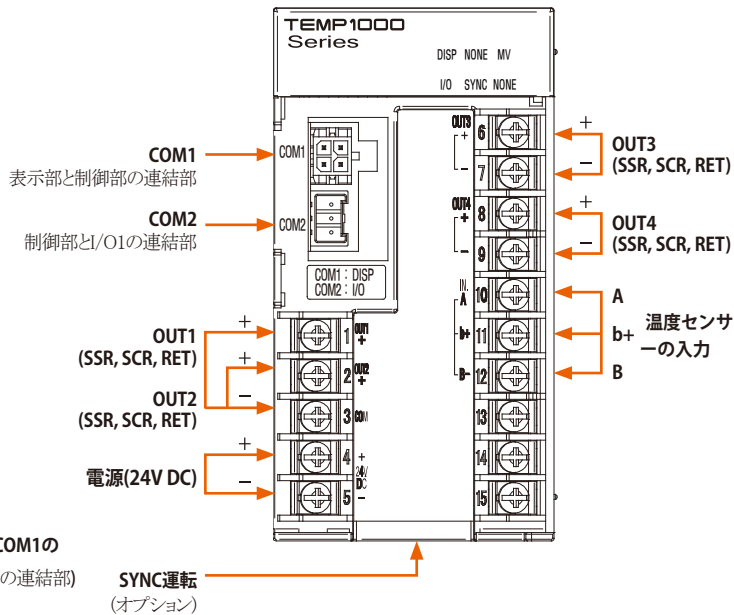 TEMP1000
Series
DISP NONE MV
I/O SYNC NONE
COM1
表示部と制御部の連結部
COM1
COM2
制御部とI/O1の連結部
COM2
COM1 : DISP
COM2 : I/O
OUT3
+
-
6
7
+
−
OUT3
(SSR, SCR, RET)
OUT4
+
-
8
9
+
−
OUT4
(SSR, SCR, RET)
IN.
A
10
A
b+
11
b+
温度センサ
ーの入力
B-
12
B
13
14
15
+
OUT1
(SSR, SCR, RET)
1
OUT1
+
+
−
OUT2
(SSR, SCR, RET)
2
OUT2
+
3
COM
+
−
電源(24V DC)
4
+
24V
DC
5
-
COM1の
の連結部)
SYNC運転
(オプション)